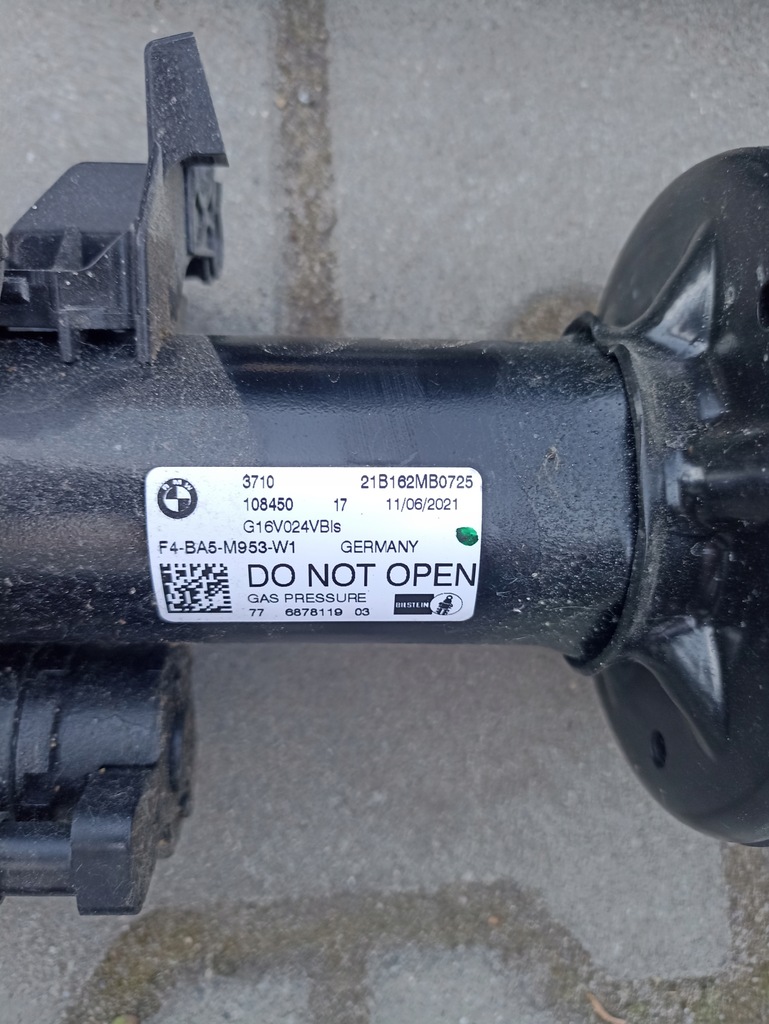 BMW
3710 21B162MB0725
108450 17 11/06/2021
G16V024VBls
F4-BA5-M953-W1 GERMANY
DO NOT OPEN
GAS PRESSURE BILSTEIN
77 6878119 03